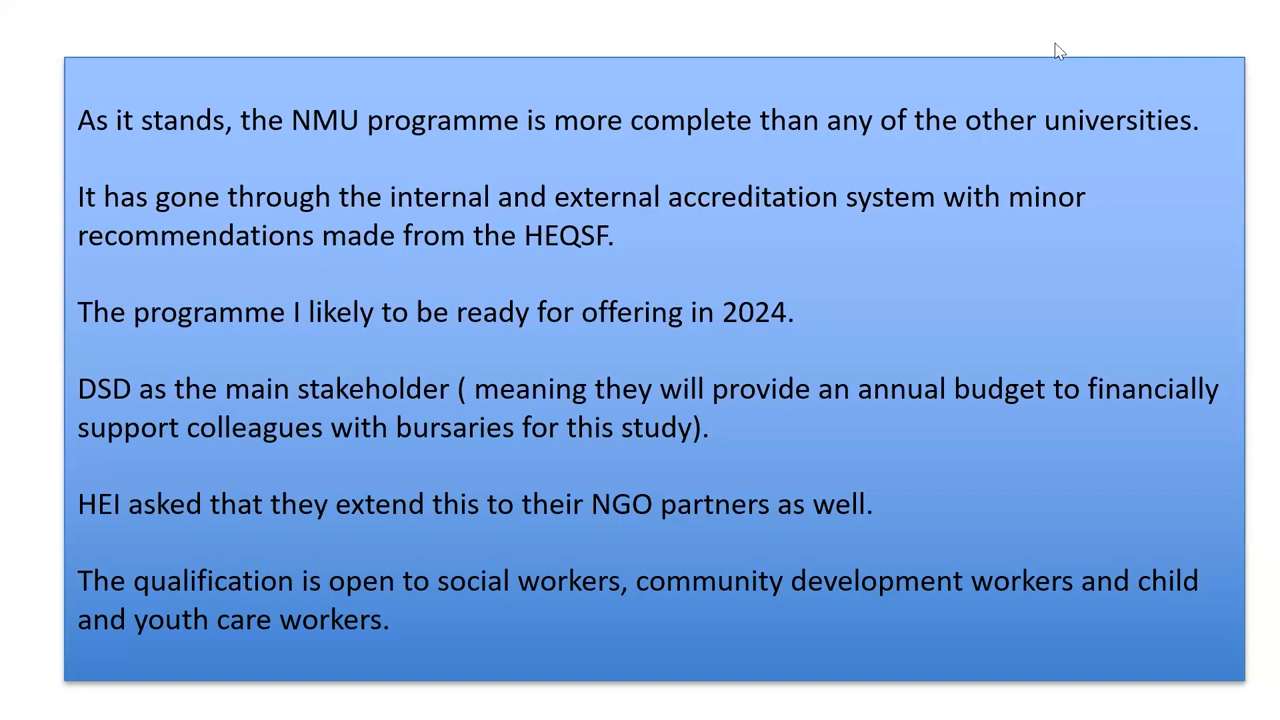 As it stands, the NMU programme is more complete than any of the other universities.
It has gone through the internal and external accreditation system with minor
recommendations made from the HEQSF.
The programme I likely to be ready for offering in 2024.
DSD as the main stakeholder ( meaning they will provide an annual budget to financially
support colleagues with bursaries for this study).
HEI asked that they extend this to their NGO partners as well.
The qualification is open to social workers, community development workers and child
and youth care workers.